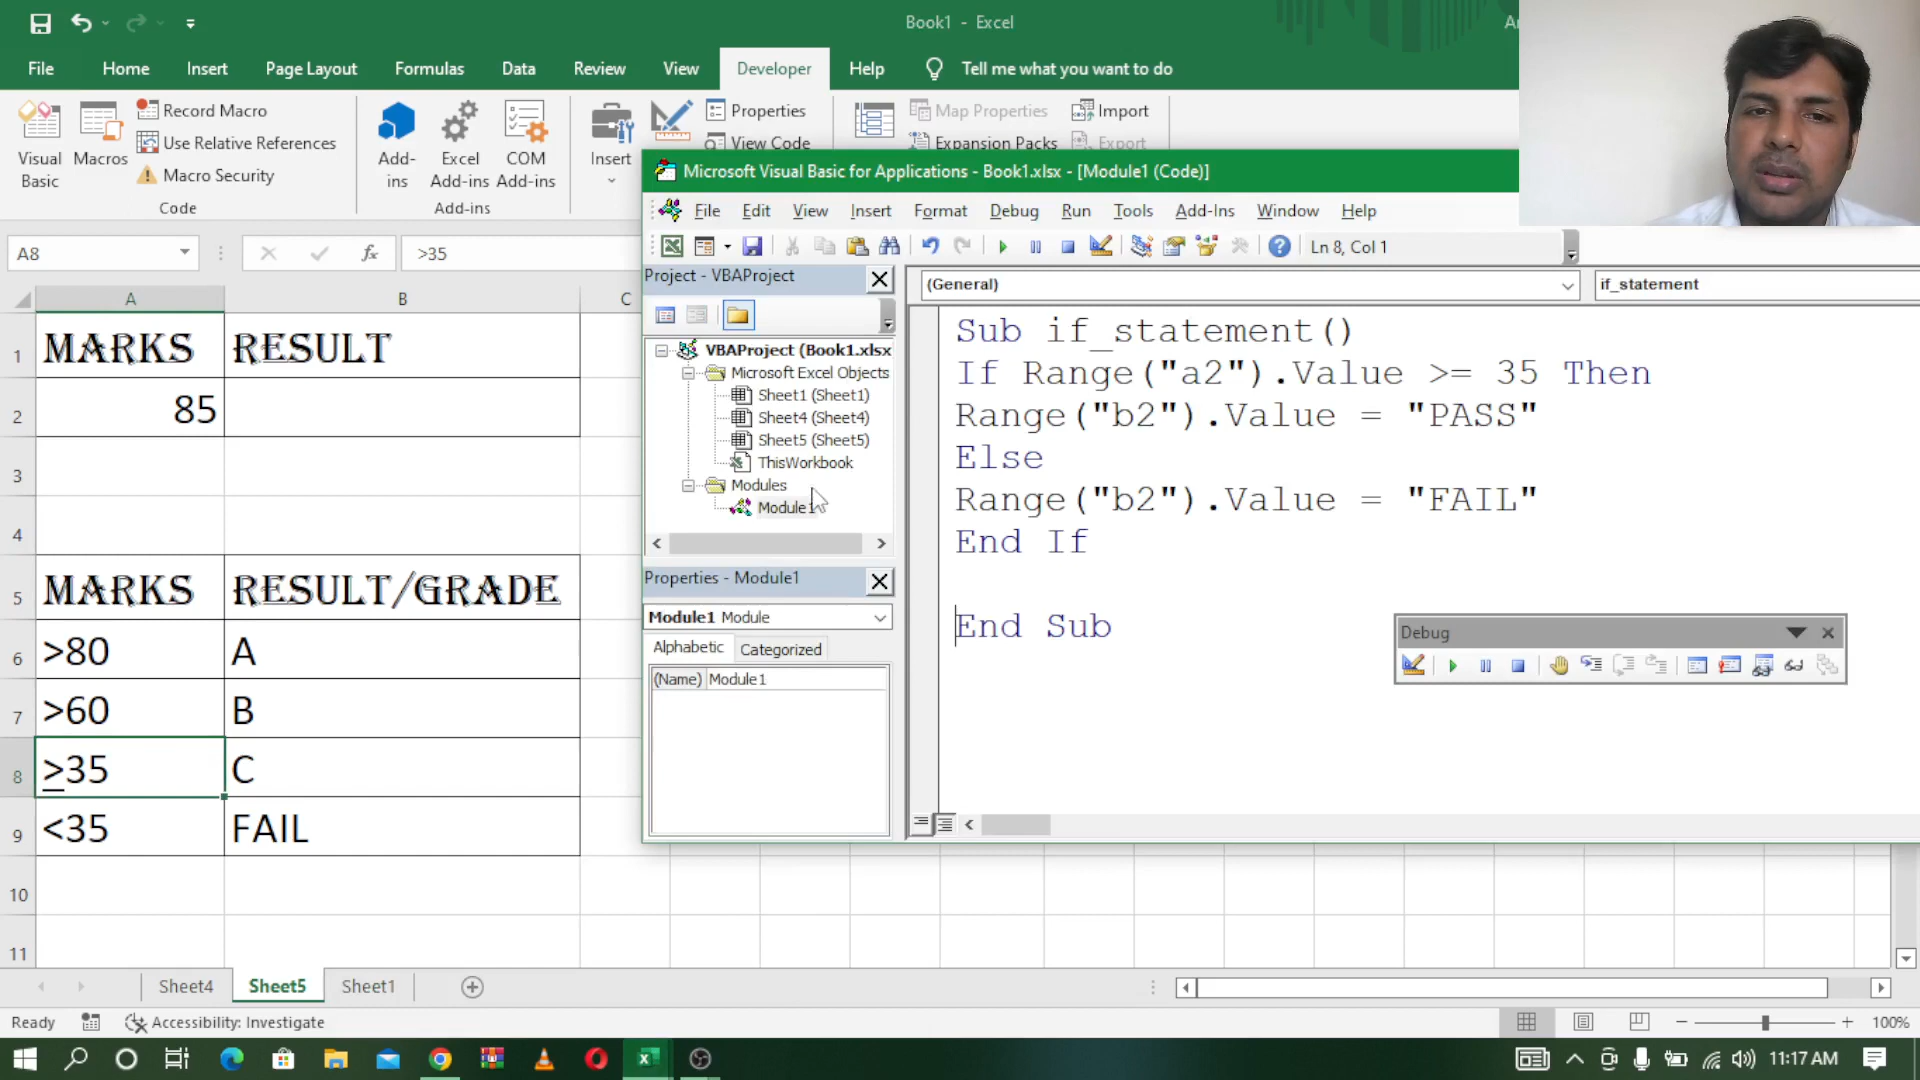 Book1 - Excel
File Home Insert Page Layout Formulas Data Review View Developer Help Tell me what you want to do
Visual Basic
Macros
Record Macro
Use Relative References
Macro Security
Code
Add-ins
Excel Add-ins
COM Add-ins
Add-ins
Insert
Properties
View Code
Map Properties
Expansion Packs
Import
Export
A8
fx
>35
A B C
1 MARKS RESULT
2 85
3
4
5 MARKS RESULT/GRADE
6 >80 A
7 >60 B
8 >35 C
9 <35 FAIL
10
11
Microsoft Visual Basic for Applications - Book1.xlsx - [Module1 (Code)]
File Edit View Insert Format Debug Run Tools Add-Ins Window Help
Ln 8, Col 1
Project - VBAProject
VBAProject (Book1.xlsx
Microsoft Excel Objects
Sheet1 (Sheet1)
Sheet4 (Sheet4)
Sheet5 (Sheet5)
ThisWorkbook
Modules
Module1
Properties - Module1
Module1 Module
Alphabetic Categorized
(Name) Module1
(General)
if_statement
Sub if_statement()
If Range("a2").Value >= 35 Then
Range("b2").Value = "PASS"
Else
Range("b2").Value = "FAIL"
End If
End Sub
Debug
Sheet4 Sheet5 Sheet1
Ready
Accessibility: Investigate
100%
11:17 AM